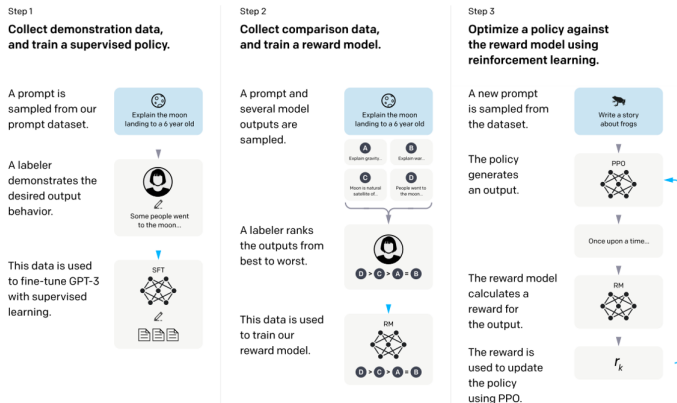 Step 1
Collect demonstration data,
and train a supervised policy.
A prompt is
sampled from our
prompt dataset.
Explain the moon
landing to a 6 year old
A labeler
demonstrates the
desired output
behavior.
Some people went
to the moon...
This data is used
to fine-tune GPT-3
with supervised
learning.
SFT
Step 2
Collect comparison data,
and train a reward model.
A prompt and
several model
outputs are
sampled.
Explain the moon
landing to a 6 year old
A
Explain gravity...
B
Explain war...
C
Moon is natural
satellite of...
D
People went to
the moon...
A labeler ranks
the outputs from
best to worst.
D > C > A = B
This data is used
to train our
reward model.
RM
D > C > A = B
Step 3
Optimize a policy against
the reward model using
reinforcement learning.
A new prompt
is sampled from
the dataset.
Write a story
about frogs
The policy
generates
an output.
PPO
Once upon a time...
The reward model
calculates a
reward for
the output.
RM
The reward is
used to update
the policy
using PPO.
r_k